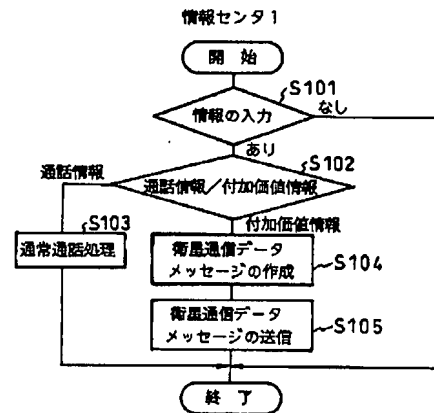 情報センタ1
開始
S101
情報の入力
なし
あり
S102
通話情報
通話情報/付加価値情報
S103
付加価値情報
通常通話処理
衛星通信データ
メッセージの作成
S104
衛星通信データ
メッセージの送信
S105
終了